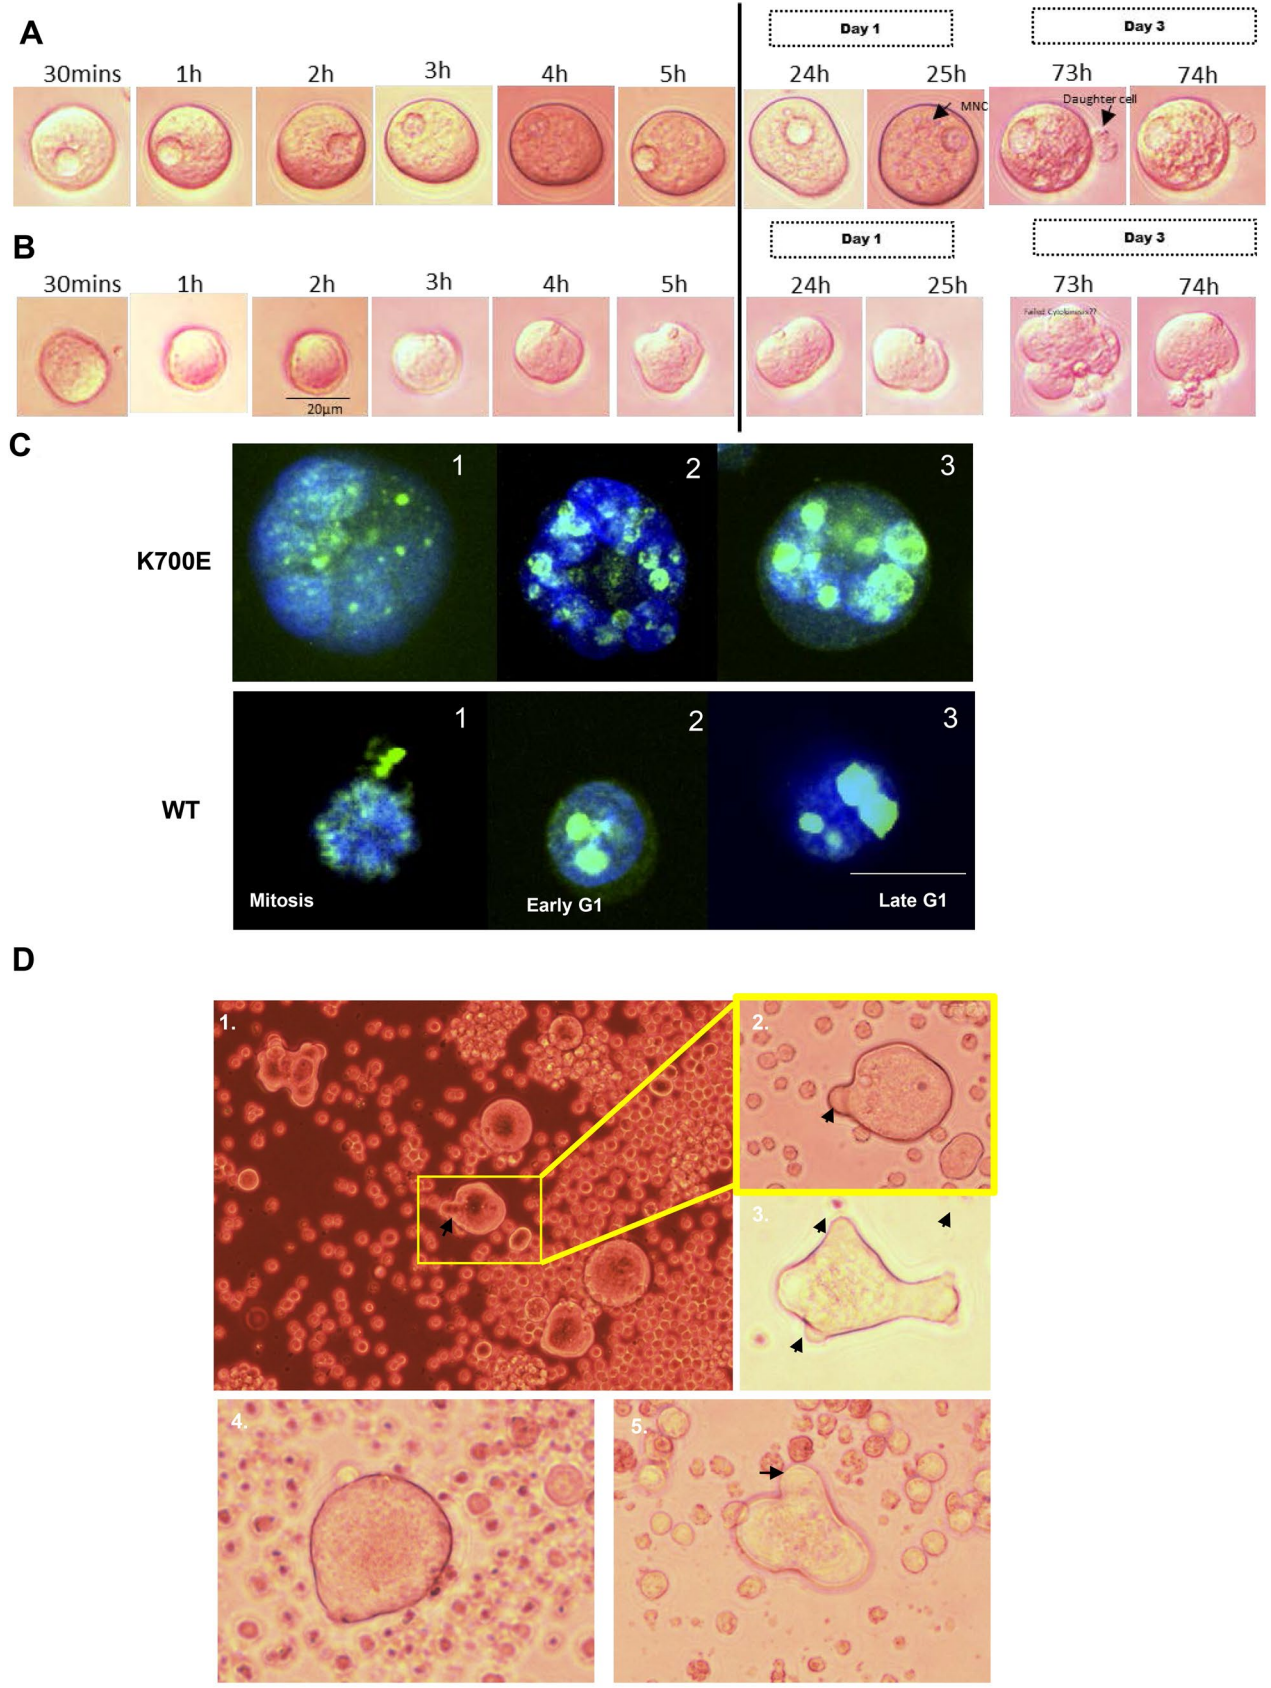 A
Day 1
Day 3
30mins 1h 2h 3h 4h 5h 24h 25h 73h 74h
MNC
Daughter cell
B
Day 1
Day 3
30mins 1h 2h 3h 4h 5h 24h 25h 73h 74h
Failed Cytokinesis??
20µm
C
1 2 3
K700E
1 2 3
WT
Mitosis
Early G1
Late G1
D
1.
2.
3.
4.
5.